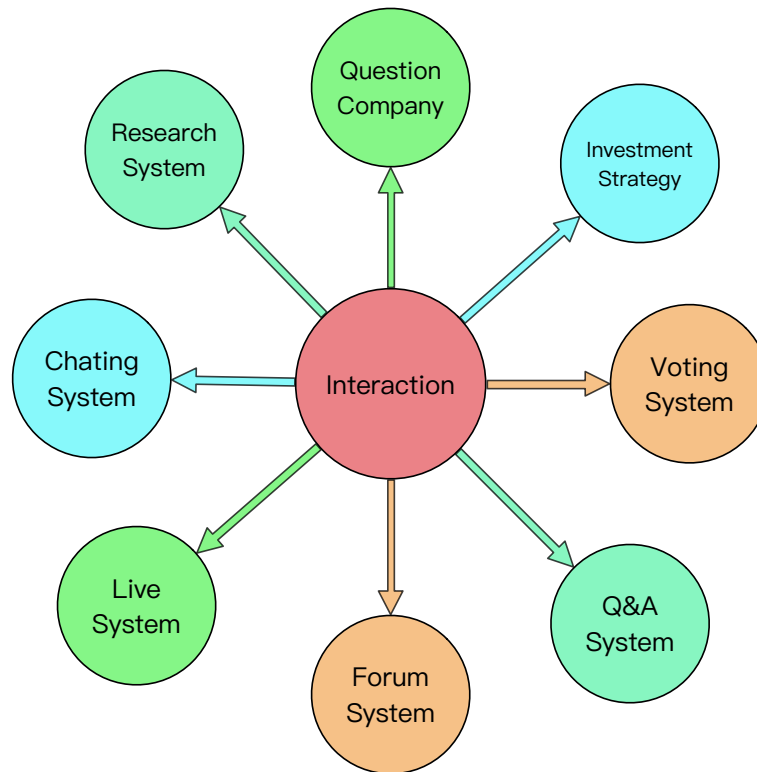 Question
Company
Research
System
Investment
Strategy
Chating
System
Interaction
Voting
System
Live
System
Q&A
System
Forum
System